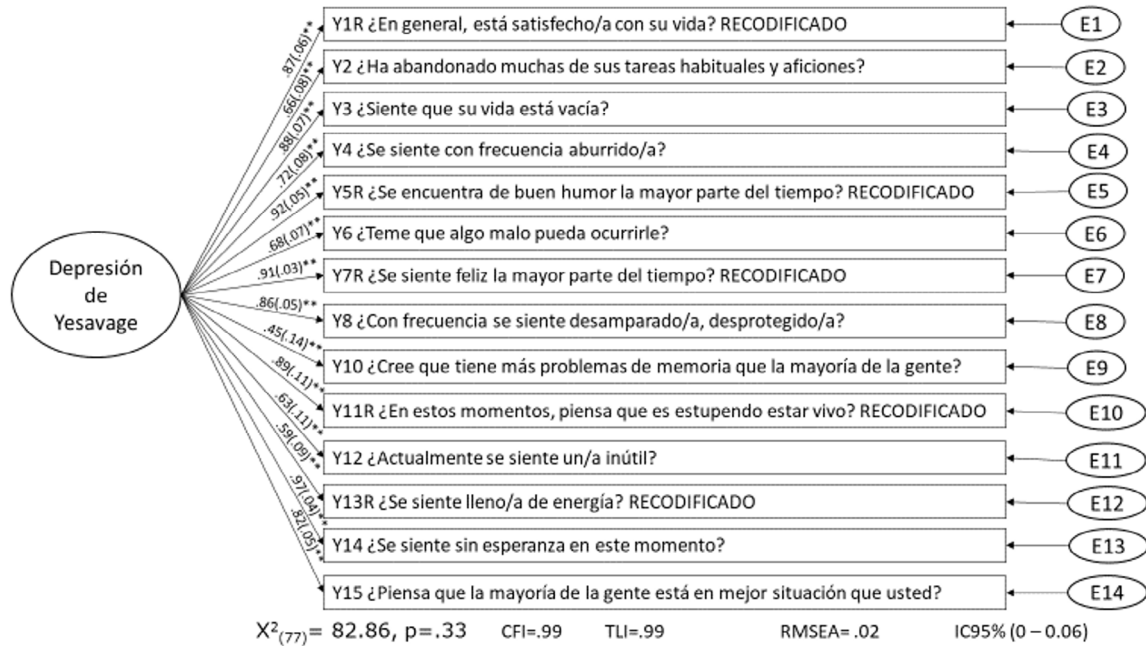 .87(.06)**
Y1R ¿En general, está satisfecho/a con su vida? RECODIFICADO
E1
.66(.08)**
Y2 ¿Ha abandonado muchas de sus tareas habituales y aficiones?
E2
.88(.07)**
Y3 ¿Siente que su vida está vacía?
E3
.72(.08)**
Y4 ¿Se siente con frecuencia aburrido/a?
E4
.92(.05)**
Y5R ¿Se encuentra de buen humor la mayor parte del tiempo? RECODIFICADO
E5
.68(.07)**
Y6 ¿Teme que algo malo pueda ocurrirle?
E6
Depresión
de
Yesavage
.91(.03)**
Y7R ¿Se siente feliz la mayor parte del tiempo? RECODIFICADO
E7
.86(.05)**
Y8 ¿Con frecuencia se siente desamparado/a, desprotegido/a?
E8
.45(.14)**
Y10 ¿Cree que tiene más problemas de memoria que la mayoría de la gente?
E9
.89(.11)**
Y11R ¿En estos momentos, piensa que es estupendo estar vivo? RECODIFICADO
E10
.63(.11)**
Y12 ¿Actualmente se siente un/a inútil?
E11
.59(.09)**
Y13R ¿Se siente lleno/a de energía? RECODIFICADO
E12
.97(.04)**
Y14 ¿Se siente sin esperanza en este momento?
E13
.82(.05)**
Y15 ¿Piensa que la mayoría de la gente está en mejor situación que usted?
E14
X²(77)= 82.86, p=.33 CFI=.99 TLI=.99 RMSEA= .02 IC95% (0 – 0.06)